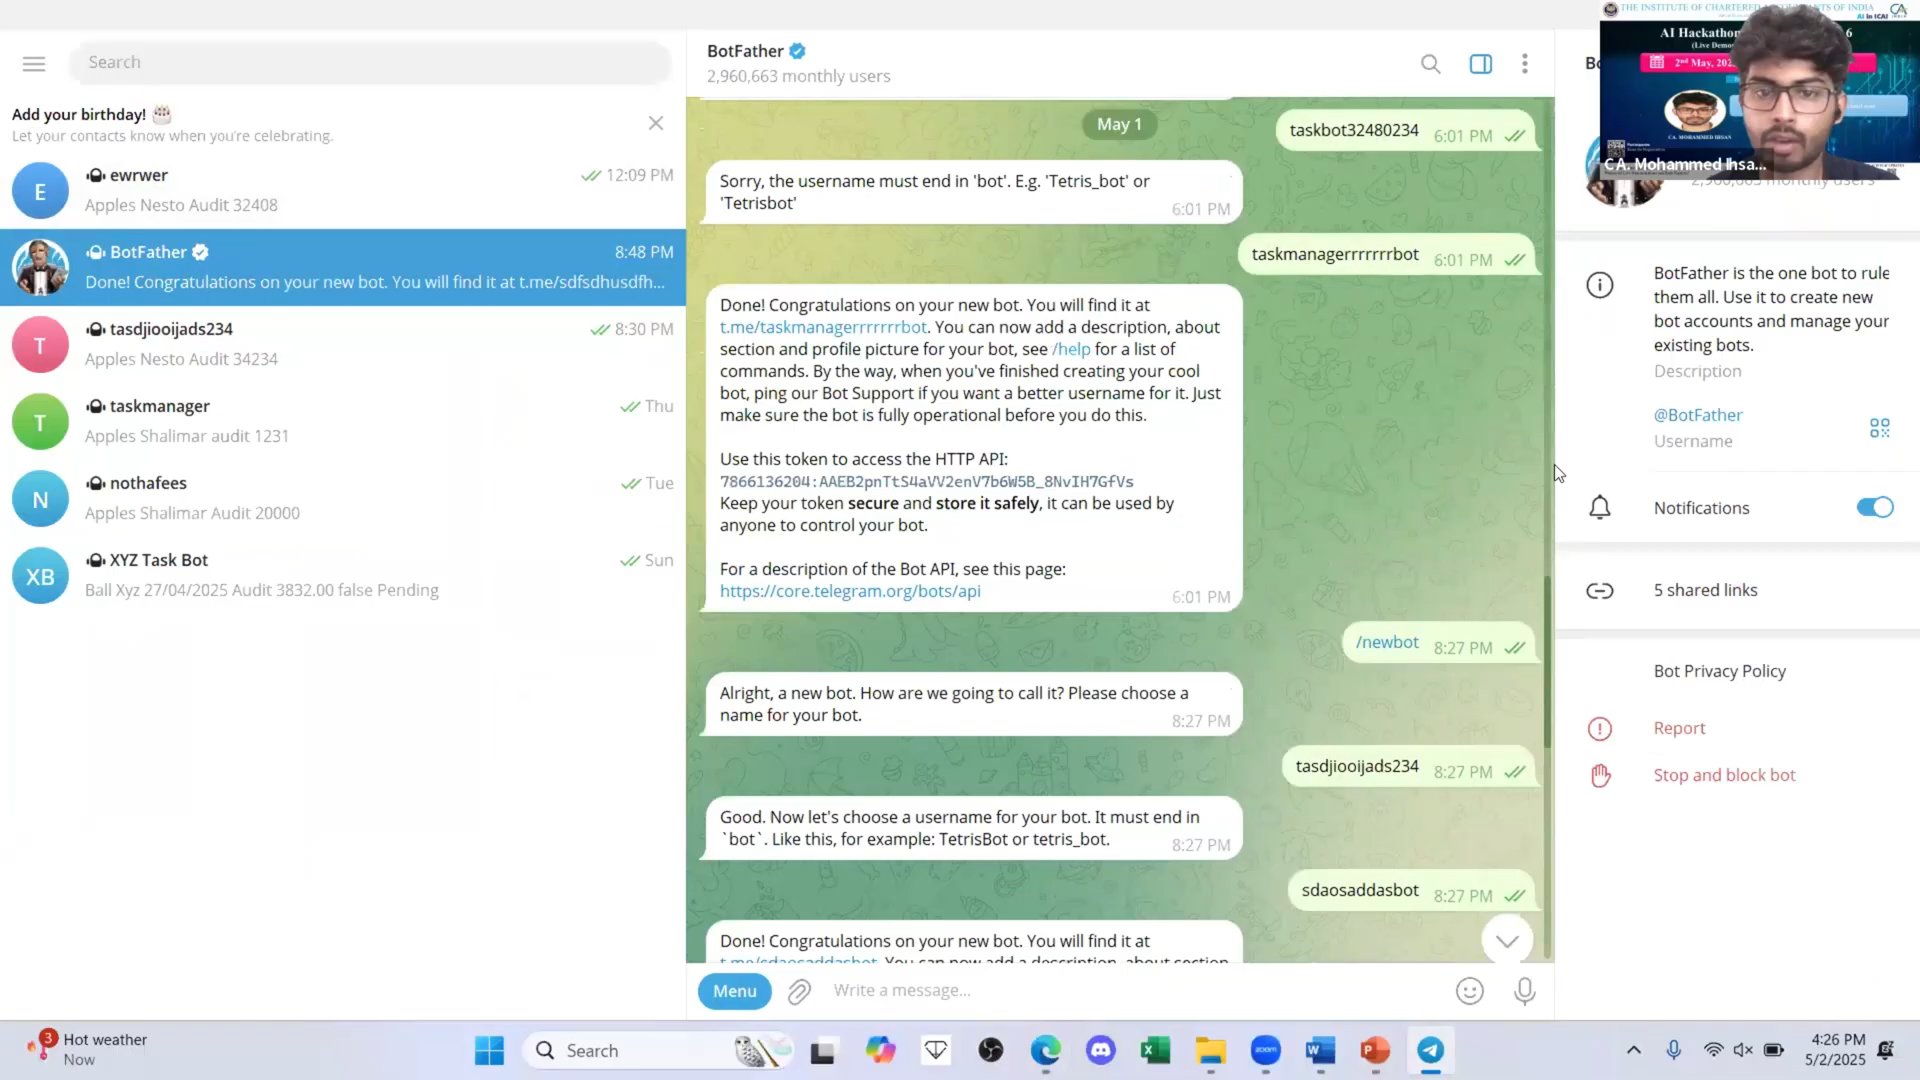 Search
Add your birthday! 🎂
Let your contacts know when you're celebrating.
E
ewrwer
12:09 PM
Apples Nesto Audit 32408
BotFather
8:48 PM
Done! Congratulations on your new bot. You will find it at t.me/sdfsdhusdfh...
T
tasdjiooijads234
8:30 PM
Apples Nesto Audit 34234
T
taskmanager
Thu
Apples Shalimar audit 1231
N
nothafees
Tue
Apples Shalimar Audit 20000
XB
XYZ Task Bot
Sun
Ball Xyz 27/04/2025 Audit 3832.00 false Pending
BotFather
2,960,663 monthly users
May 1
taskbot32480234 6:01 PM
Sorry, the username must end in 'bot'. E.g. 'Tetris_bot' or
'Tetrisbot'
6:01 PM
taskmanagerrrrrrrbot 6:01 PM
Done! Congratulations on your new bot. You will find it at
t.me/taskmanagerrrrrrrbot. You can now add a description, about
section and profile picture for your bot, see /help for a list of
commands. By the way, when you've finished creating your cool
bot, ping our Bot Support if you want a better username for it. Just
make sure the bot is fully operational before you do this.
Use this token to access the HTTP API:
7866136204:AAEB2pnTtS4aVV2enV7b6W5B_8NvIH7GfVs
Keep your token secure and store it safely, it can be used by
anyone to control your bot.
For a description of the Bot API, see this page:
https://core.telegram.org/bots/api
6:01 PM
/newbot 8:27 PM
Alright, a new bot. How are we going to call it? Please choose a
name for your bot.
8:27 PM
tasdjiooijads234 8:27 PM
Good. Now let's choose a username for your bot. It must end in
`bot`. Like this, for example: TetrisBot or tetris_bot.
8:27 PM
sdaosaddasbot 8:27 PM
Done! Congratulations on your new bot. You will find it at
t.me/sdaosaddasbot. You can now add a description, about section
Menu
Write a message...
THE INSTITUTE OF CHARTERED ACCOUNTANTS OF INDIA
CA
AI in ICAI
AI Hackathon
6
(Live Demo
2nd May, 202
CA. MOHAMMED IHSAN
CA. Mohammed Ihsa...
2,960,663 monthly users
BotFather is the one bot to rule
them all. Use it to create new
bot accounts and manage your
existing bots.
Description
@BotFather
Username
Notifications
5 shared links
Bot Privacy Policy
Report
Stop and block bot
3
Hot weather
Now
Search
zoom
4:26 PM
5/2/2025